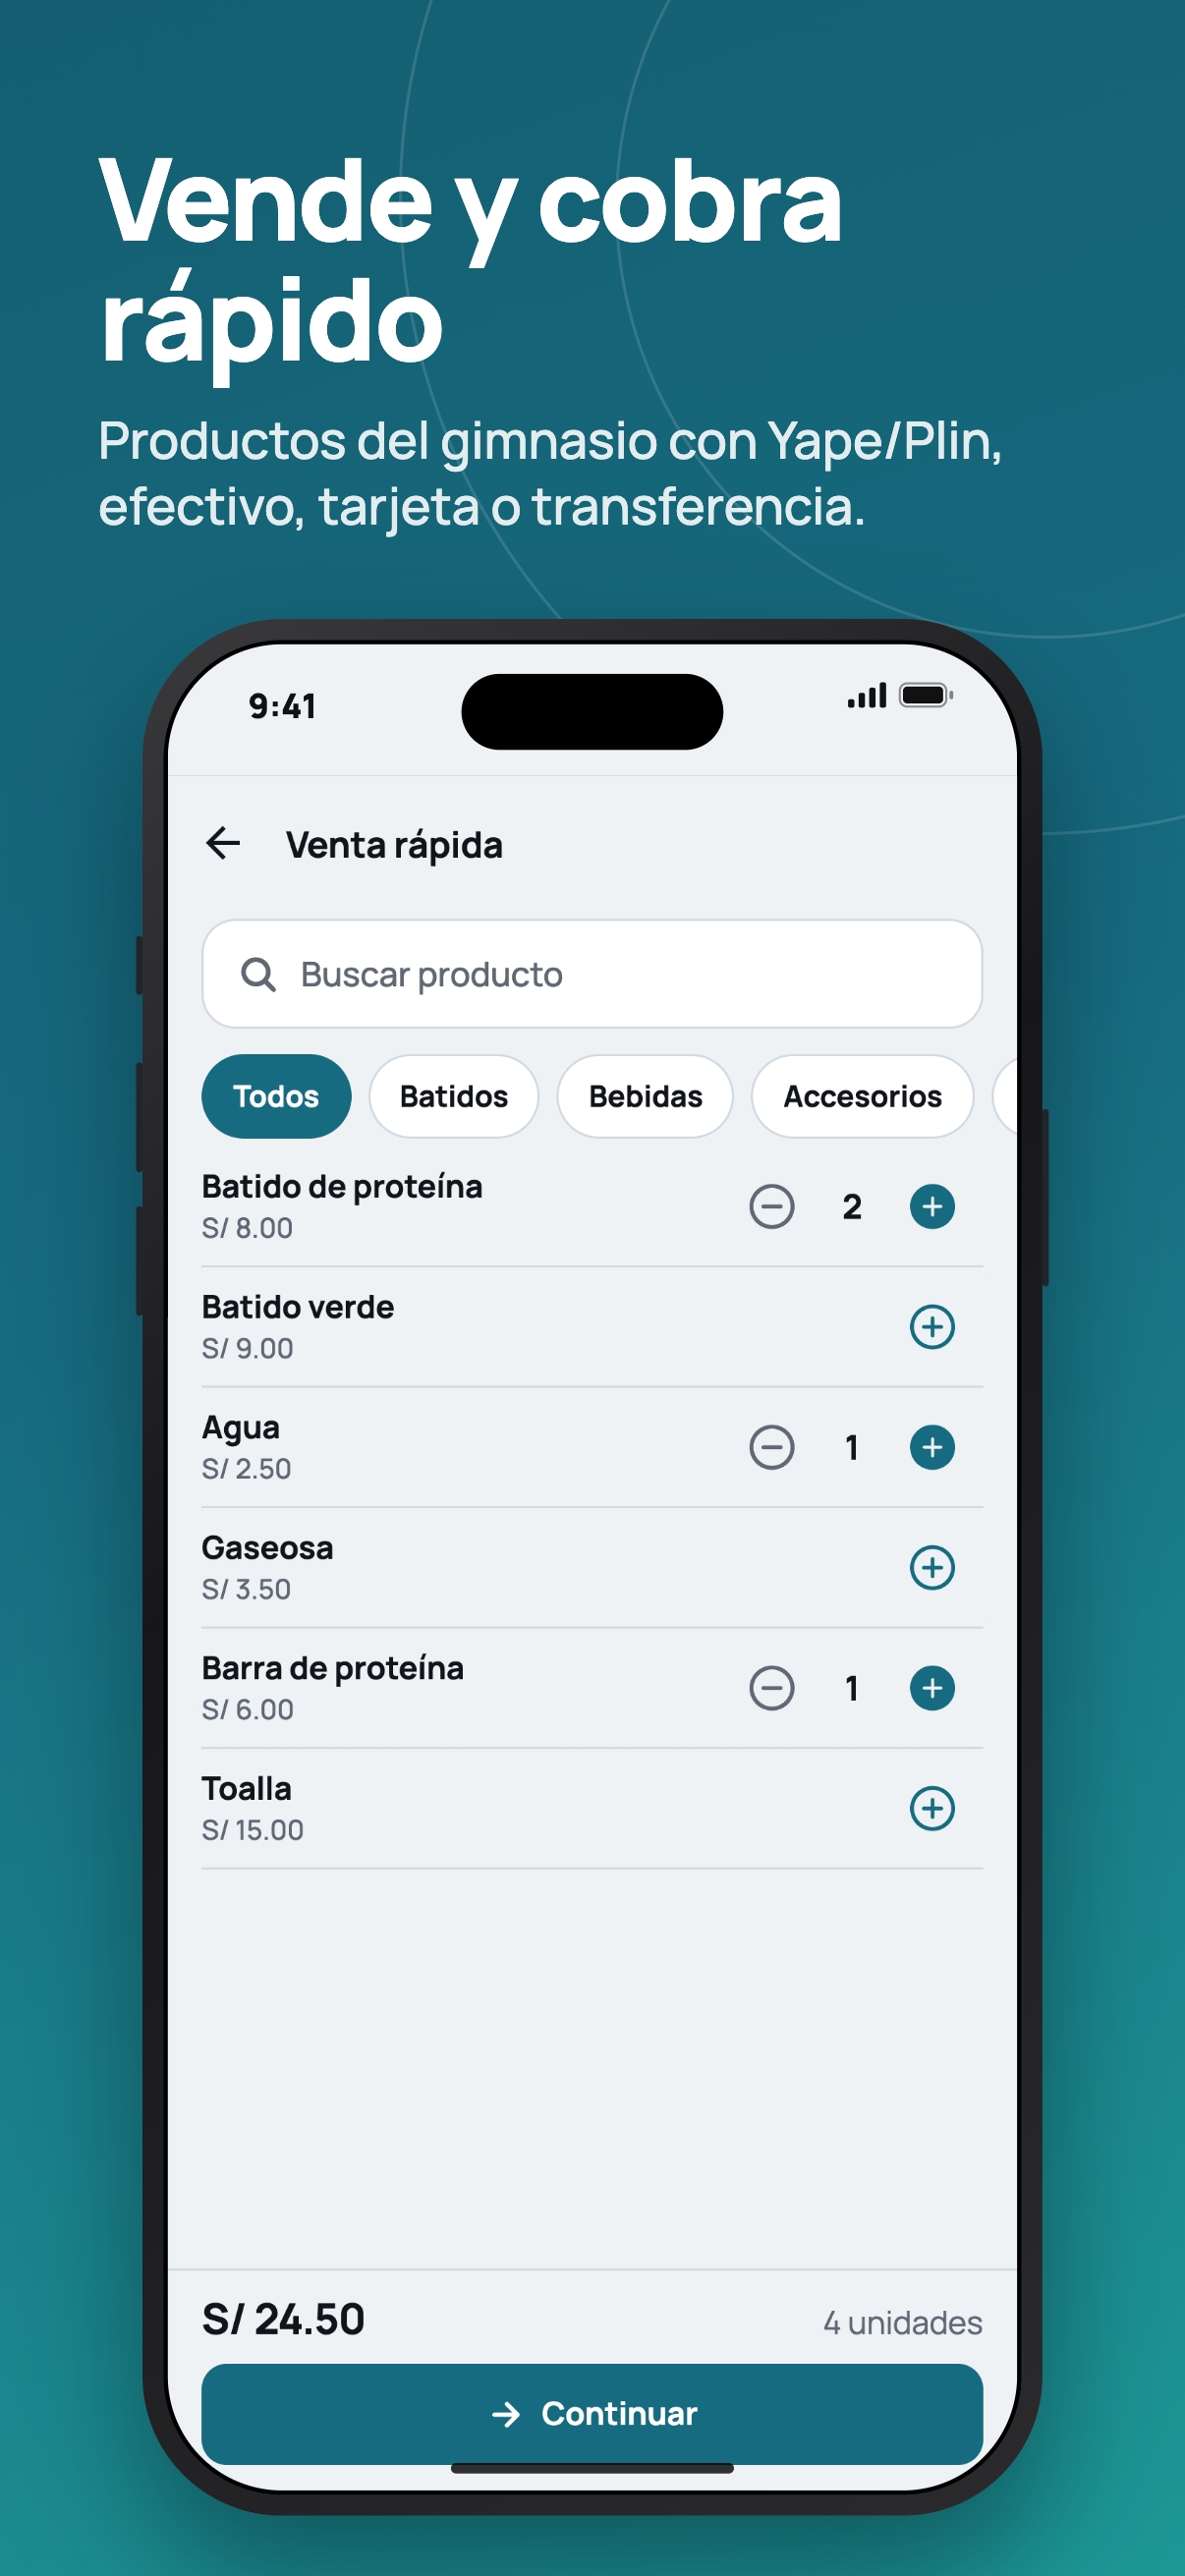 Vende y cobra
rápido
Productos del gimnasio con Yape/Plin,
efectivo, tarjeta o transferencia.
9:41
Venta rápida
Buscar producto
Todos Batidos Bebidas Accesorios
Batido de proteína
S/ 8.00
2
Batido verde
S/ 9.00
Agua
S/ 2.50
1
Gaseosa
S/ 3.50
Barra de proteína
S/ 6.00
1
Toalla
S/ 15.00
S/ 24.50
4 unidades
Continuar